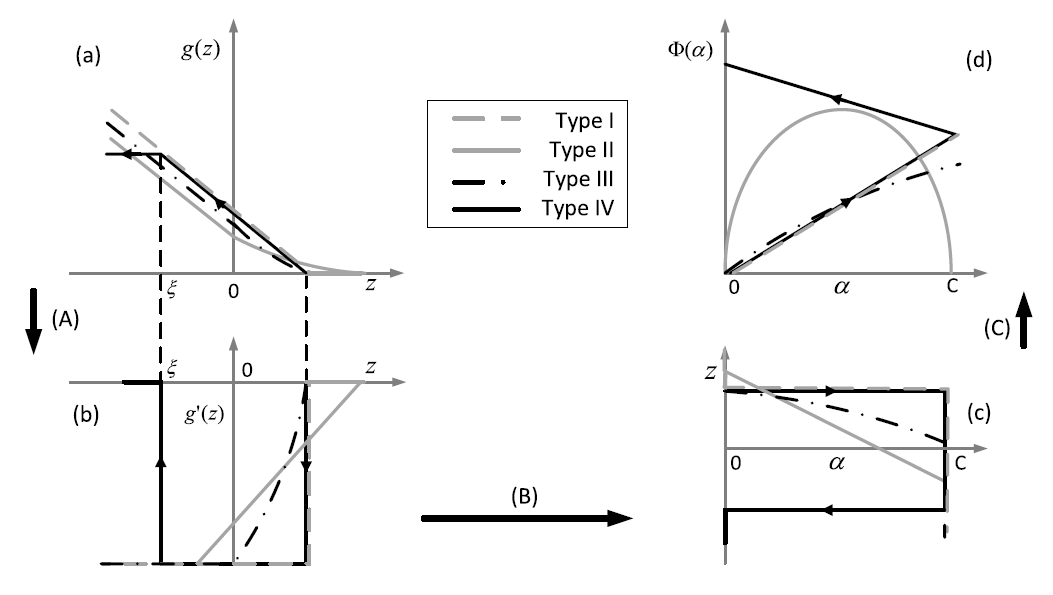 (a)
g(z)
ξ
0
z
Type I
Type II
Type III
Type IV
Φ(α)
(d)
0
α
C
(A)
(C)
ξ
0
z
(b)
g'(z)
(B)
z
(c)
0
α
C